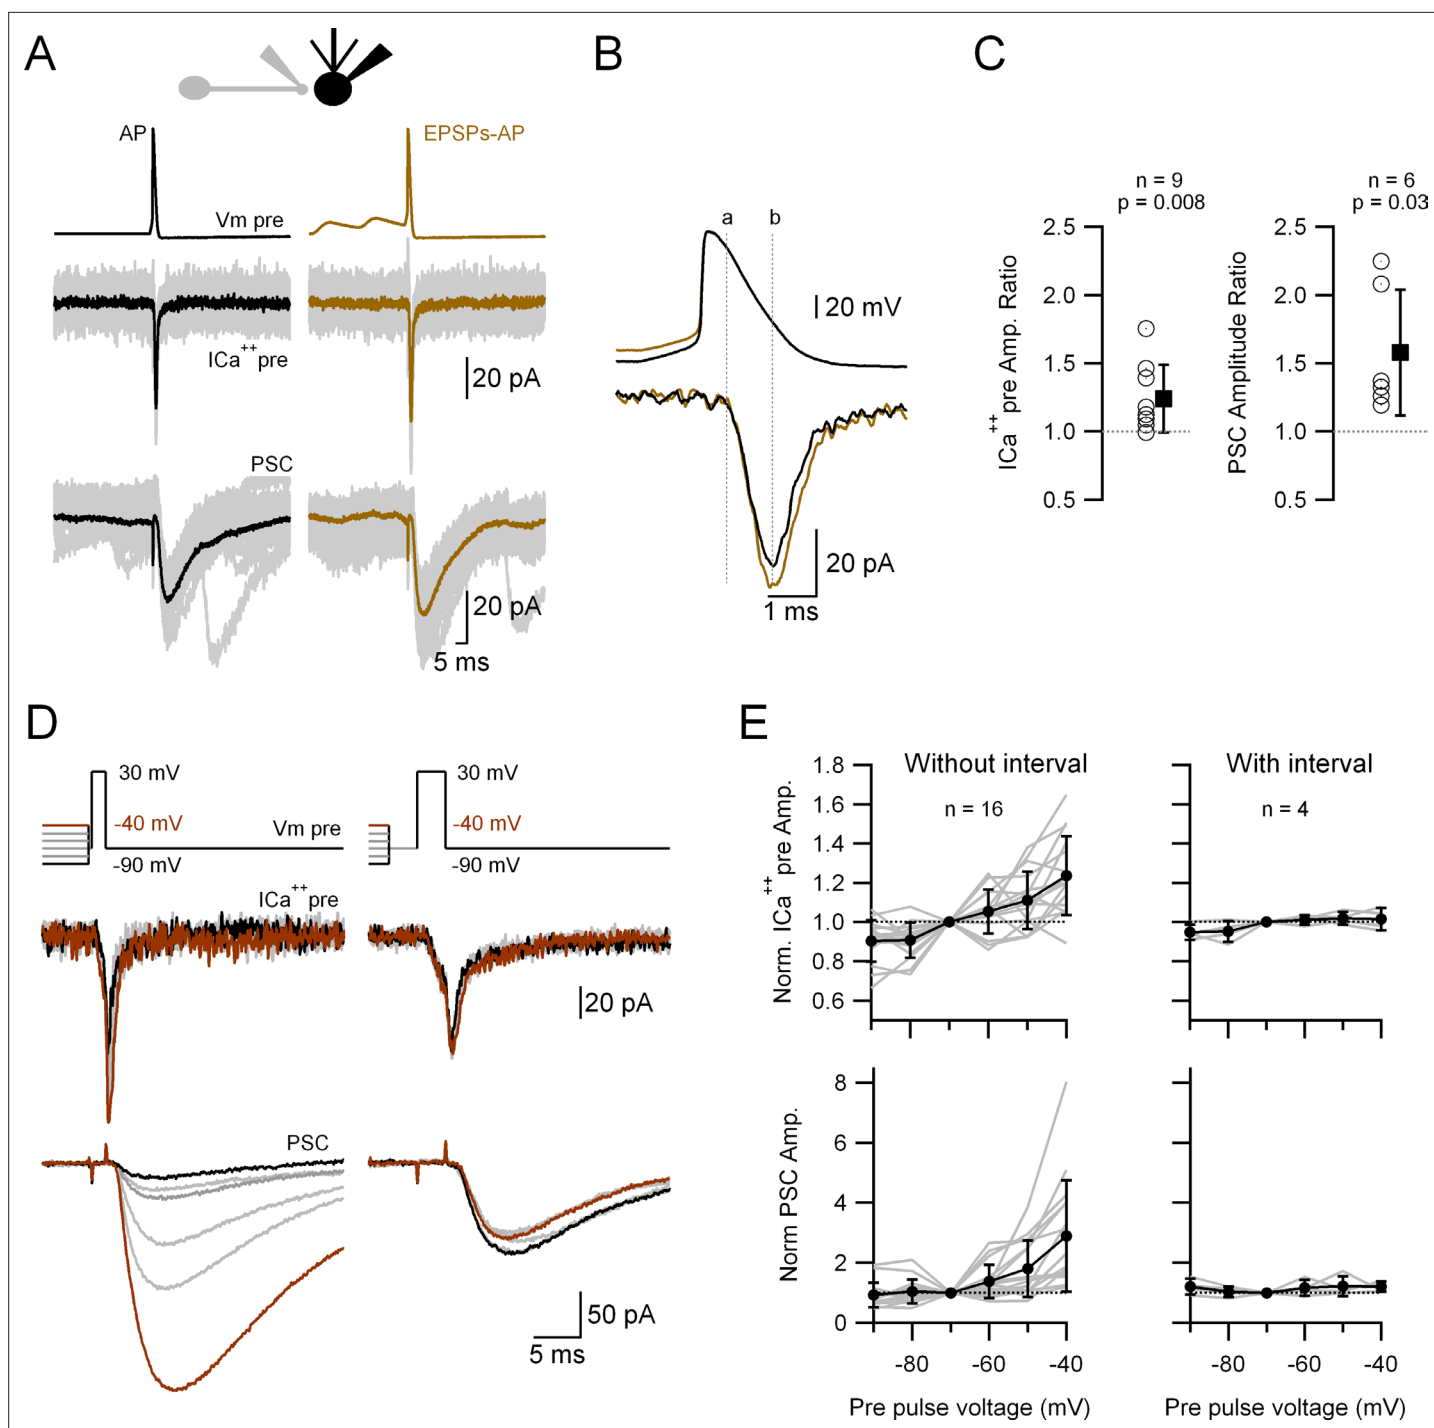 A
AP
EPSPs-AP
Vm pre
ICa++pre
20 pA
PSC
20 pA
5 ms
B
a
b
20 mV
20 pA
1 ms
C
n = 9
p = 0.008
ICa++ pre Amp. Ratio
2.5
2.0
1.5
1.0
0.5
n = 6
p = 0.03
PSC Amplitude Ratio
2.5
2.0
1.5
1.0
0.5
D
30 mV
-40 mV
Vm pre
-90 mV
30 mV
-40 mV
-90 mV
ICa++pre
20 pA
PSC
50 pA
5 ms
E
Without interval
n = 16
With interval
n = 4
Norm. ICa++ pre Amp.
1.8
1.6
1.4
1.2
1.0
0.8
0.6
Norm PSC Amp.
8
6
4
2
0
-80
-60
-40
Pre pulse voltage (mV)
-80
-60
-40
Pre pulse voltage (mV)